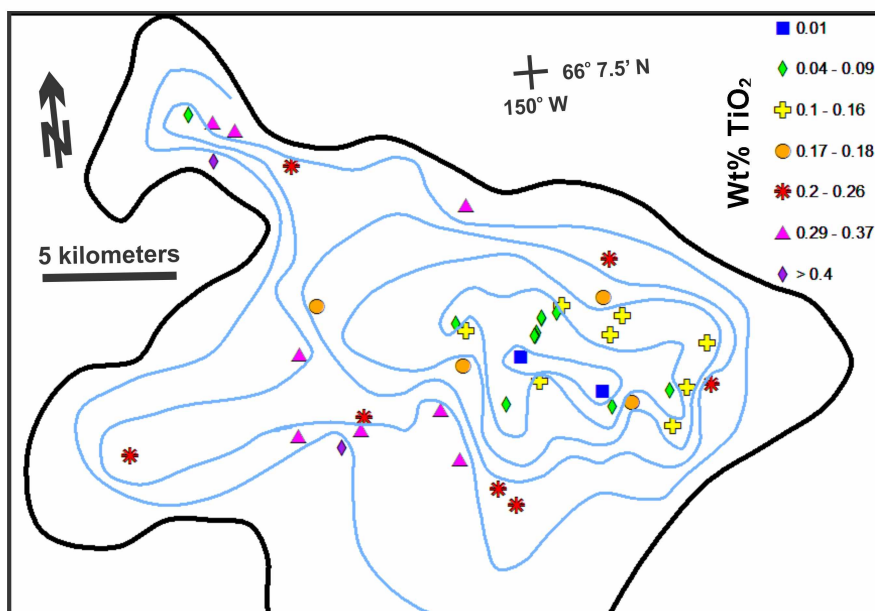 66° 7.5' N
150° W
N
5 kilometers
Wt% TiO₂
0.01
0.04 - 0.09
0.1 - 0.16
0.17 - 0.18
0.2 - 0.26
0.29 - 0.37
> 0.4